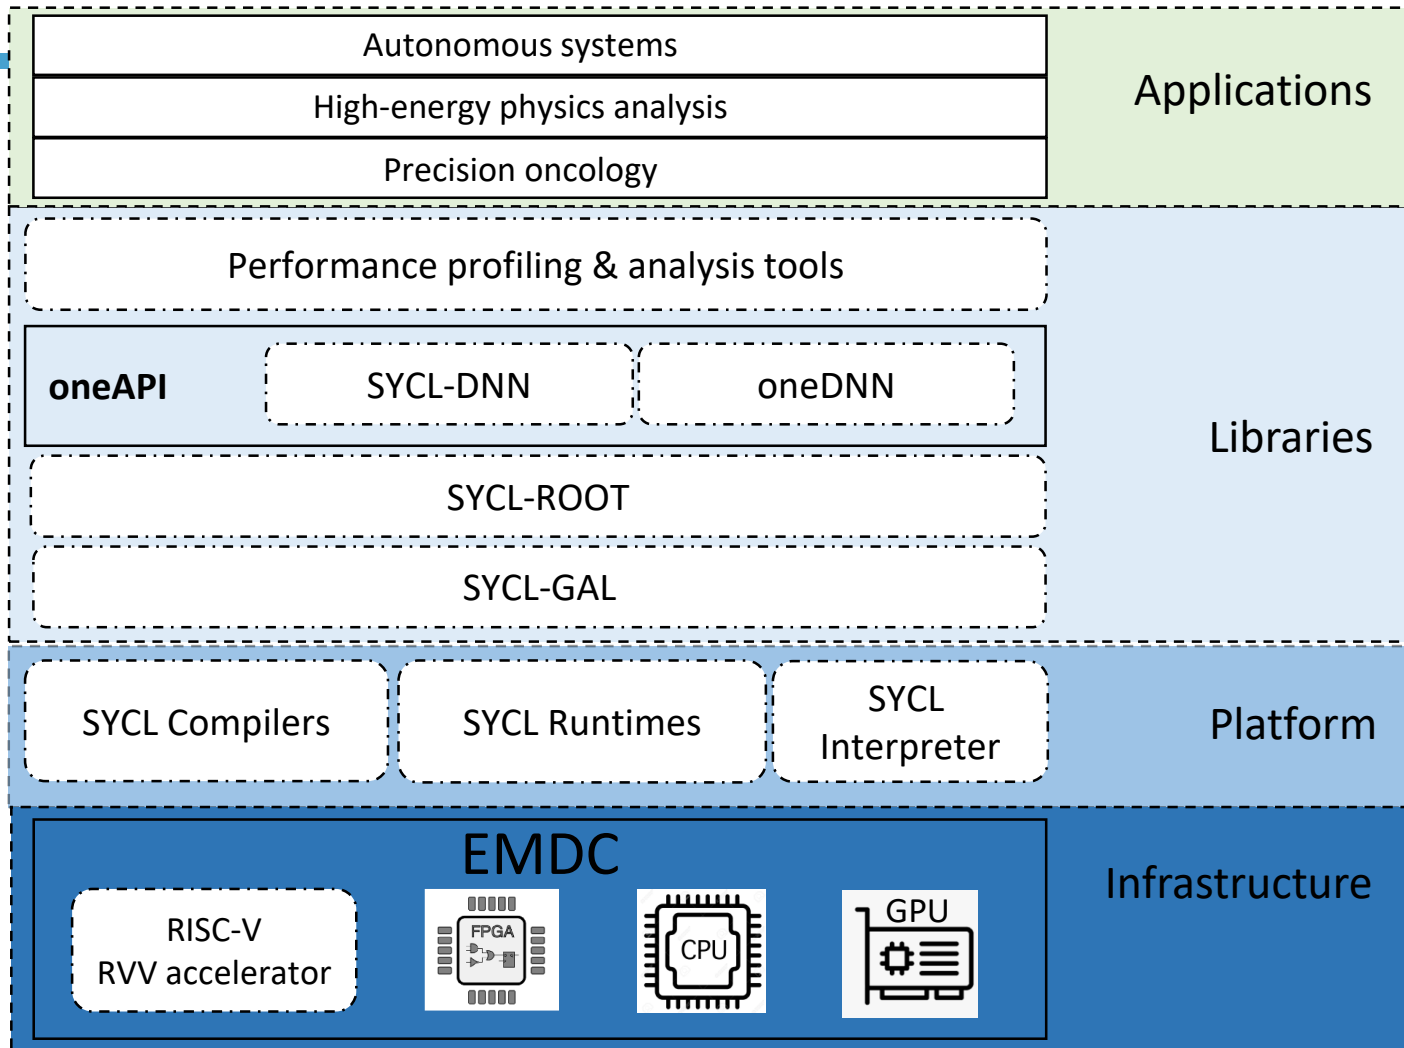 Autonomous systems
High-energy physics analysis
Precision oncology
Applications
Performance profiling & analysis tools
oneAPI
SYCL-DNN
oneDNN
SYCL-ROOT
SYCL-GAL
Libraries
SYCL Compilers
SYCL Runtimes
SYCL
Interpreter
Platform
EMDC
RISC-V
RVV accelerator
FPGA
CPU
GPU
Infrastructure